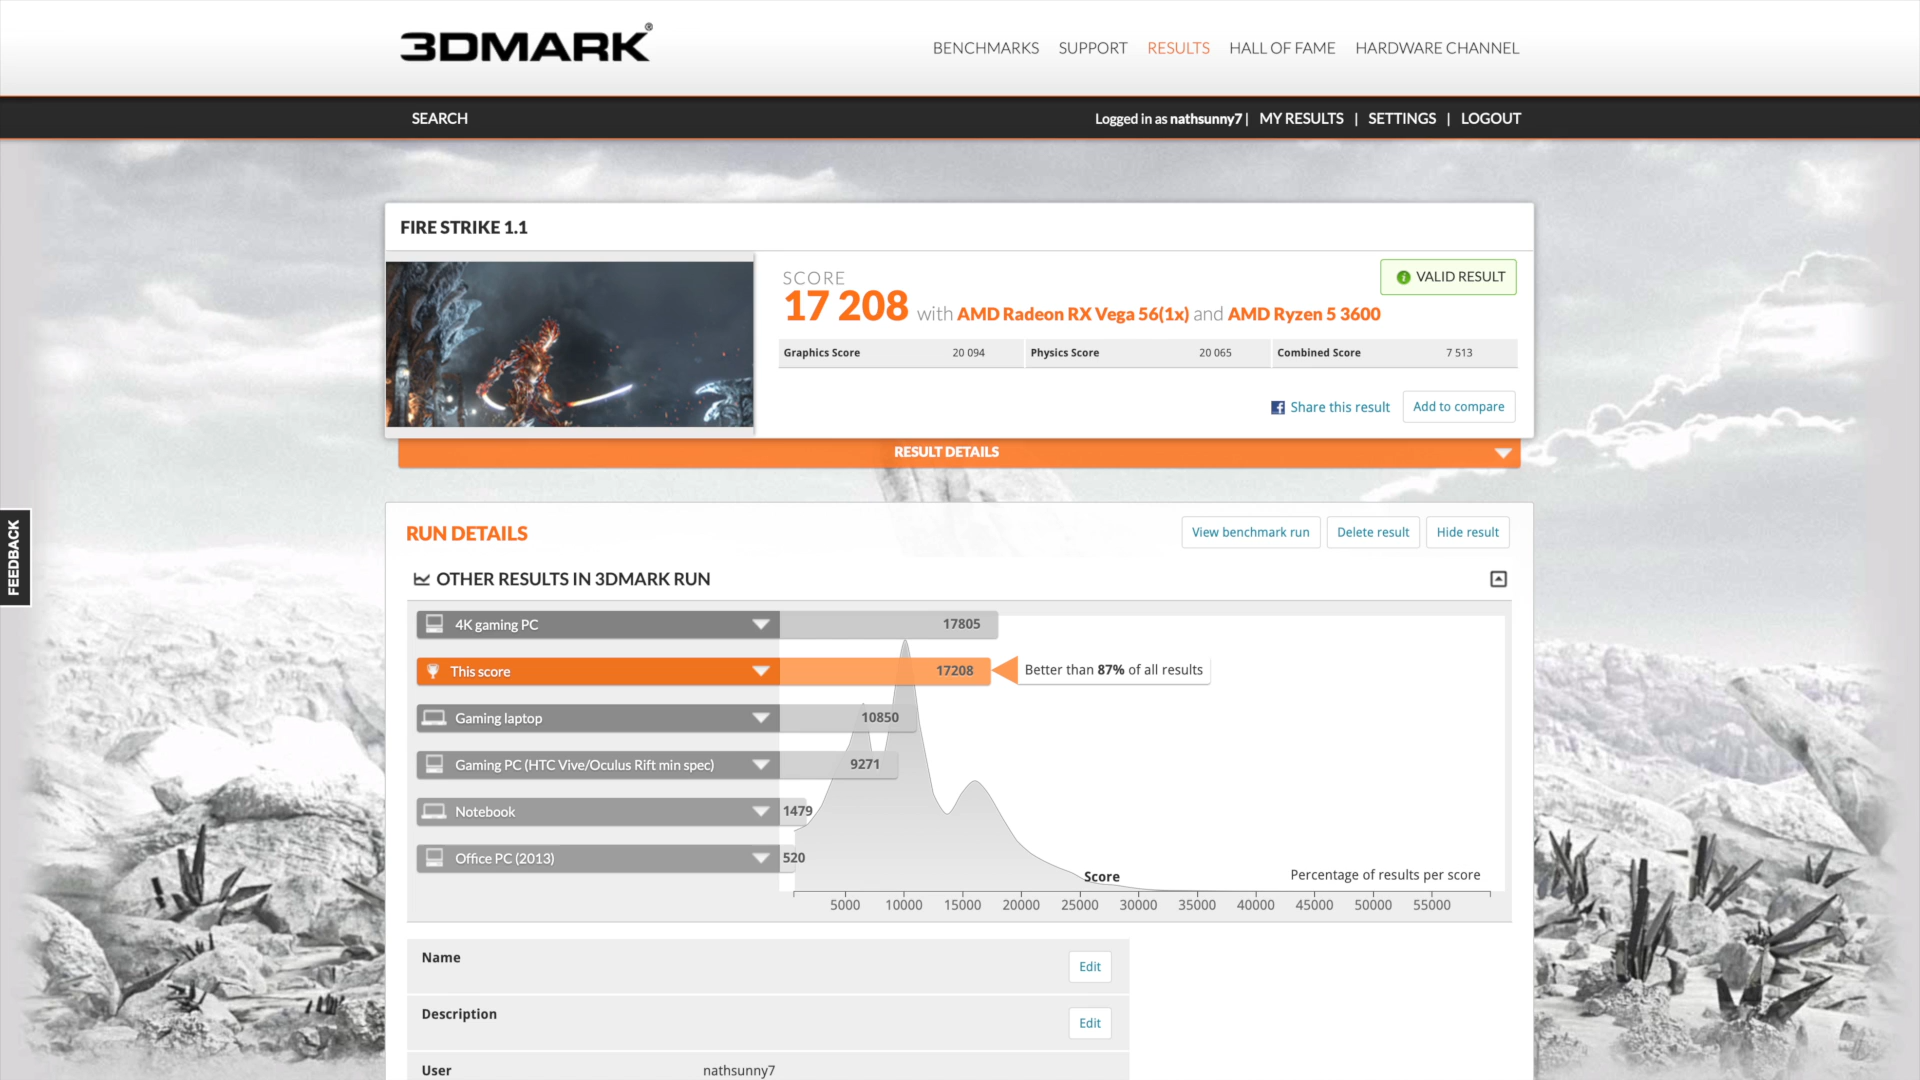 3DMARK®
BENCHMARKS SUPPORT RESULTS HALL OF FAME HARDWARE CHANNEL
SEARCH
Logged in as nathsunny7 | MY RESULTS | SETTINGS | LOGOUT
FIRE STRIKE 1.1
SCORE
VALID RESULT
17 208 with AMD Radeon RX Vega 56(1x) and AMD Ryzen 5 3600
Graphics Score 20 094 Physics Score 20 065 Combined Score 7 513
Share this result Add to compare
RESULT DETAILS
FEEDBACK
RUN DETAILS
View benchmark run Delete result Hide result
OTHER RESULTS IN 3DMARK RUN
4K gaming PC 17805
This score 17208 Better than 87% of all results
Gaming laptop 10850
Gaming PC (HTC Vive/Oculus Rift min spec) 9271
Notebook 1479
Office PC (2013) 520
Score Percentage of results per score
5000 10000 15000 20000 25000 30000 35000 40000 45000 50000 55000
Name Edit
Description Edit
User nathsunny7